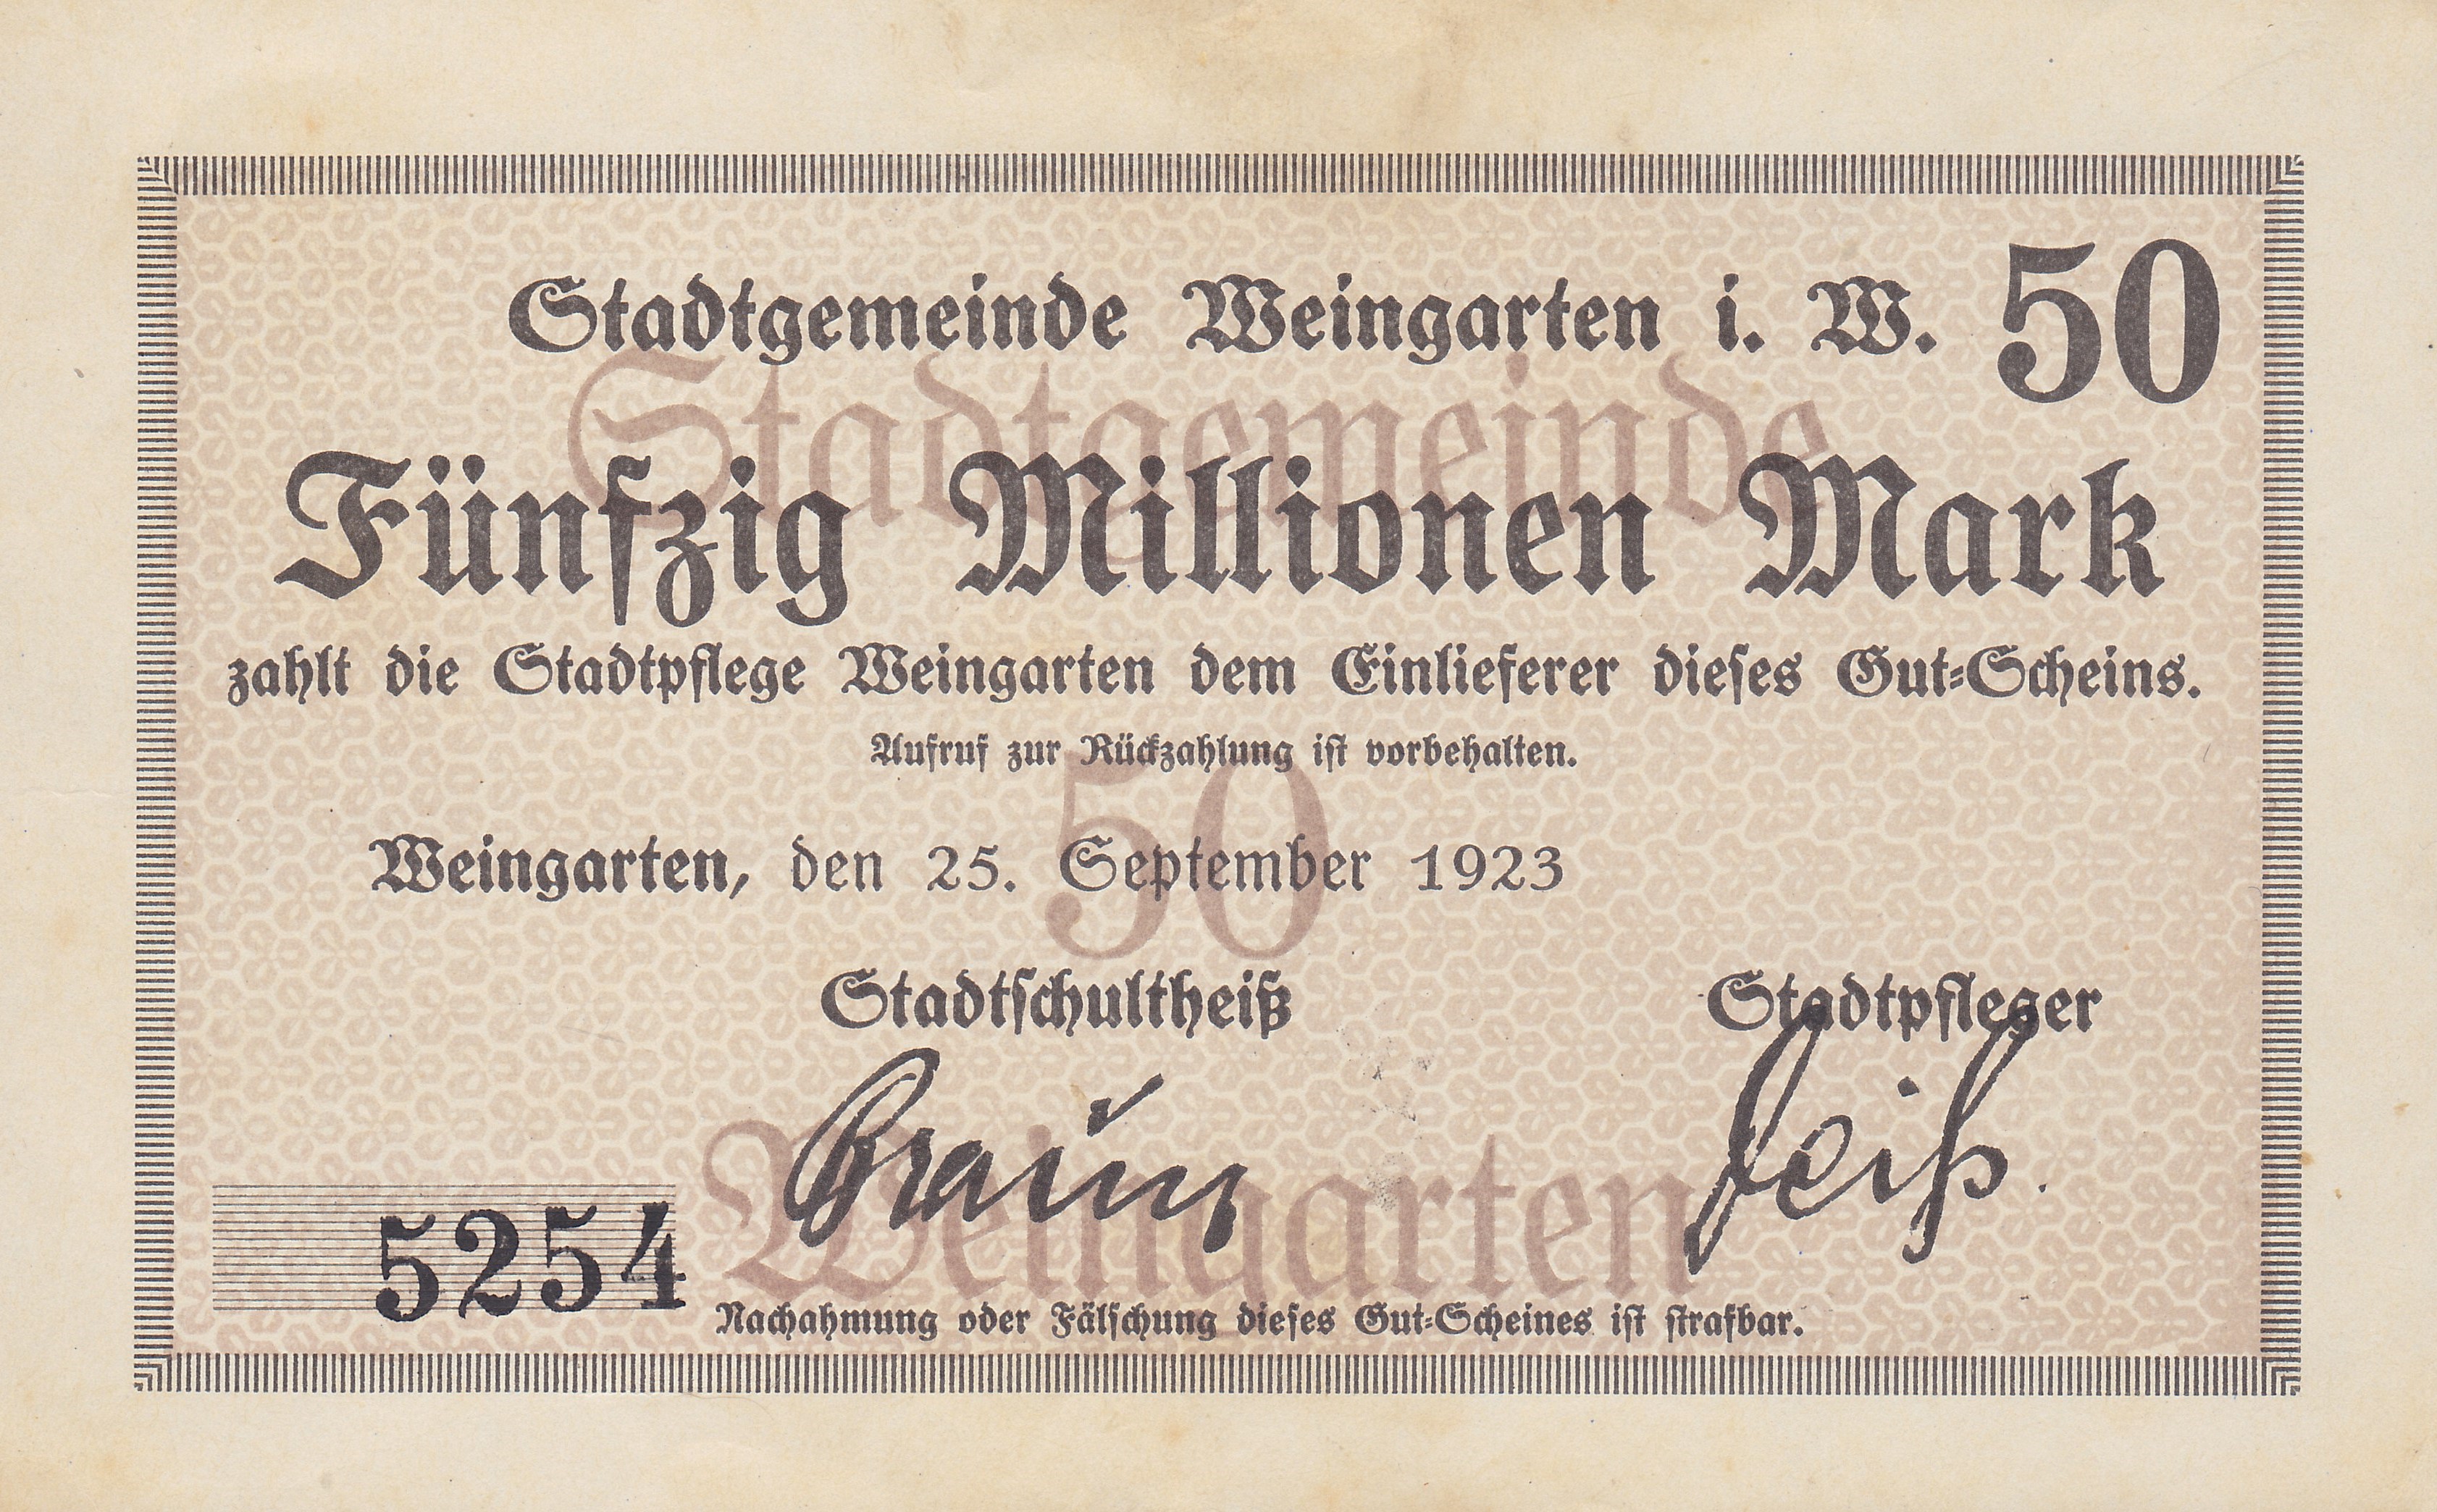 Stadtgemeinde Weingarten i. W. 50
Stadtgemeinde
Fünfzig Millionen Mark
zahlt die Stadtpflege Weingarten dem Einlieferer dieses Gut=Scheins.
Aufruf zur Rückzahlung ist vorbehalten.
50
Weingarten, den 25. September 1923
Stadtschultheiß Stadtpfleger
Braun
Weingarten
5254
Nachahmung oder Fälschung dieses Gut=Scheines ist strafbar.